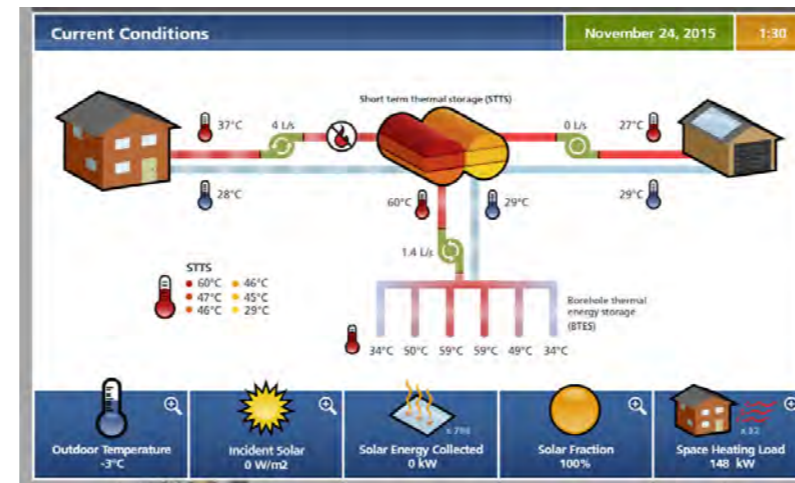 Current Conditions
November 24, 2015
1:30
Short term thermal storage (STTS)
37°C
4 L/s
0 L/s
27°C
28°C
60°C
29°C
29°C
1.4 L/s
STTS
60°C 46°C
47°C 45°C
46°C 29°C
Borehole thermal
energy storage
(BTES)
34°C 50°C 59°C 59°C 49°C 34°C
Outdoor Temperature
-3°C
Incident Solar
0 W/m2
Solar Energy Collected
0 kW
Solar Fraction
100%
Space Heating Load
148 kW